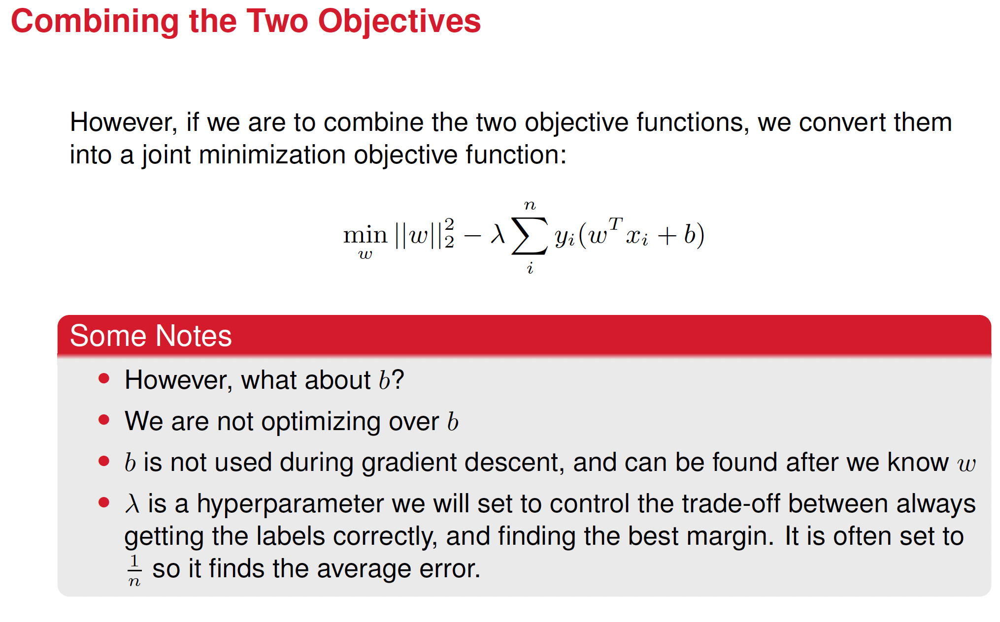 Combining the Two Objectives
However, if we are to combine the two objective functions, we convert them
into a joint minimization objective function:
$$\min_{w} ||w||_2^2 - \lambda \sum_{i}^{n} y_i(w^T x_i + b)$$
Some Notes
• However, what about $b$?
• We are not optimizing over $b$
• $b$ is not used during gradient descent, and can be found after we know $w$
• $\lambda$ is a hyperparameter we will set to control the trade-off between always
getting the labels correctly, and finding the best margin. It is often set to
$\frac{1}{n}$ so it finds the average error.